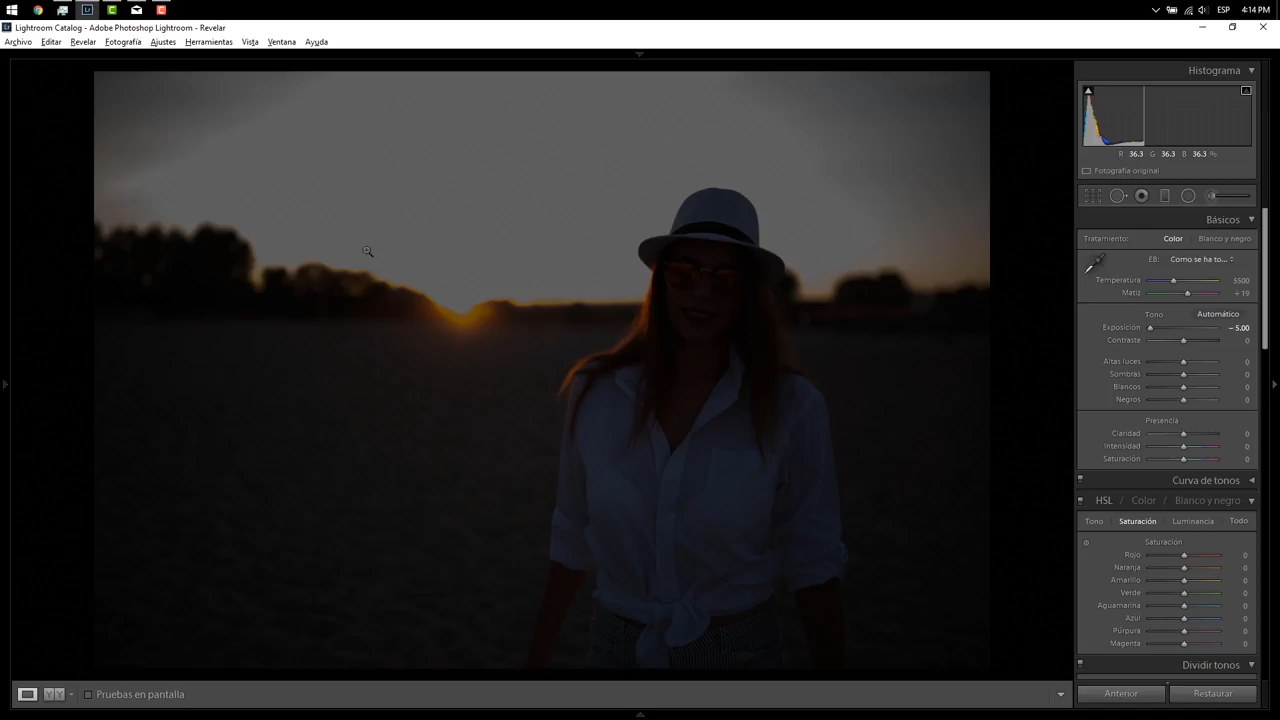 ESP 4:14 PM
Lightroom Catalog - Adobe Photoshop Lightroom - Revelar
Archivo Editar Revelar Fotografía Ajustes Herramientas Vista Ventana Ayuda
Histograma
R 36.3 G 36.3 B 36.3 %
Fotografía original
Básicos
Tratamiento: Color Blanco y negro
EB: Como se ha to...
Temperatura 5500
Matiz + 19
Tono Automático
Exposición – 5.00
Contraste 0
Altas luces 0
Sombras 0
Blancos 0
Negros 0
Presencia
Claridad 0
Intensidad 0
Saturación 0
Curva de tonos
HSL / Color / Blanco y negro
Tono Saturación Luminancia Todo
Saturación
Rojo 0
Naranja 0
Amarillo 0
Verde 0
Aguamarina 0
Azul 0
Púrpura 0
Magenta 0
Dividir tonos
YY Pruebas en pantalla
Anterior Restaurar